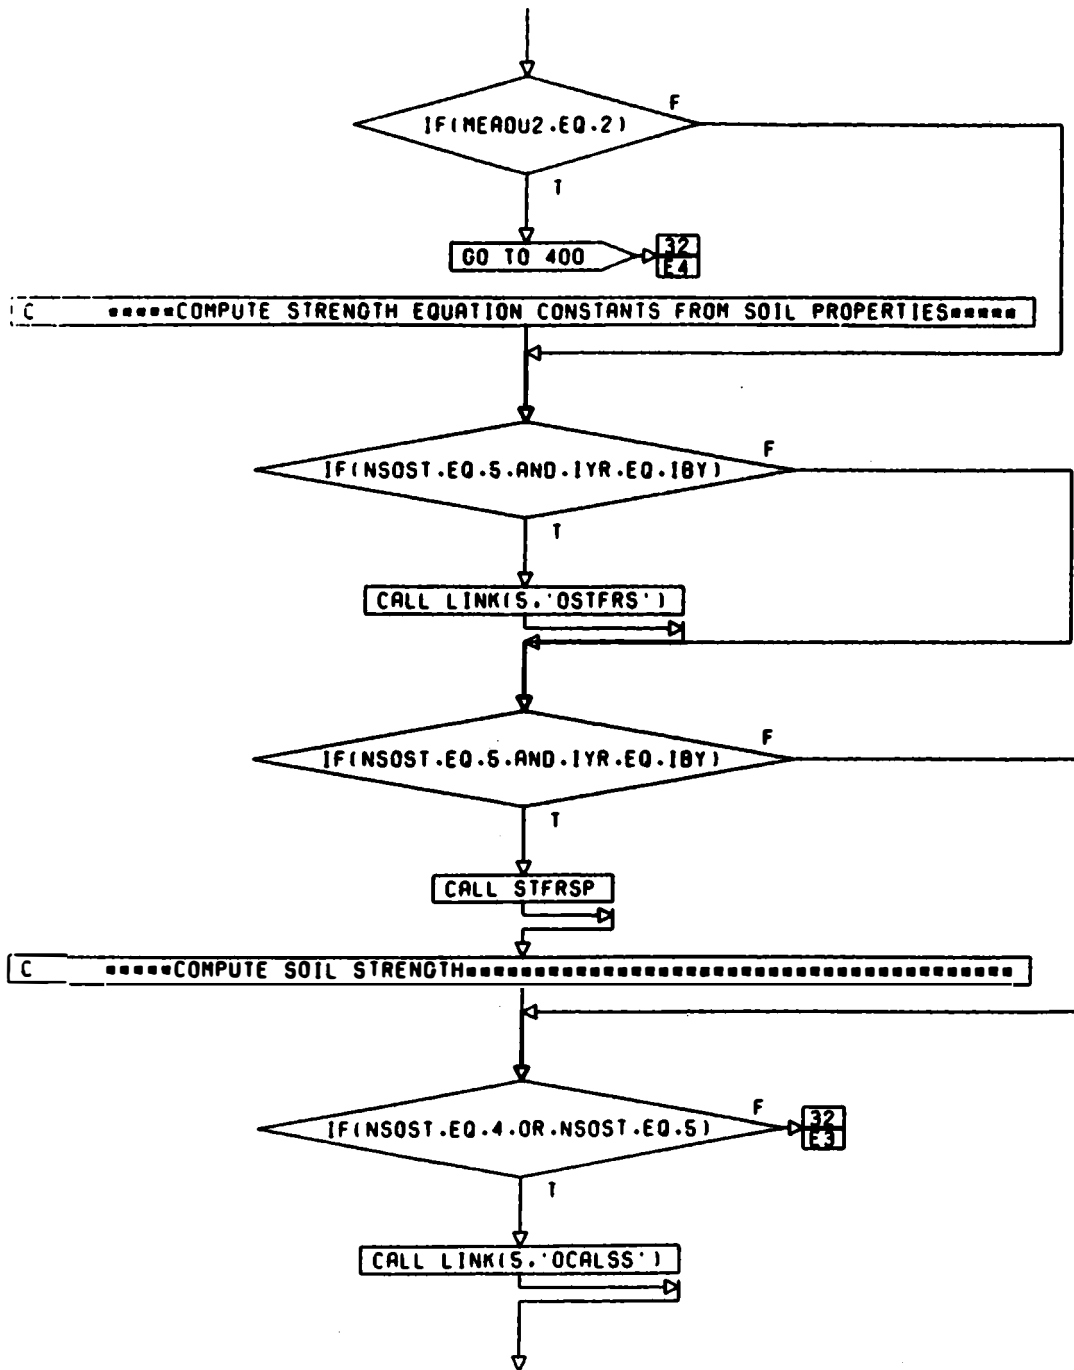 F
IF(MEADU2.EQ.2)
T
GO TO 400
32
E4
C *****COMPUTE STRENGTH EQUATION CONSTANTS FROM SOIL PROPERTIES*****
F
IF(NSOST.EQ.5.AND.IYR.EQ.IBY)
T
CALL LINK(5,'OSTFRS')
F
IF(NSOST.EQ.5.AND.IYR.EQ.IBY)
T
CALL STFRSP
C *****COMPUTE SOIL STRENGTH*************************************
F
IF(NSOST.EQ.4.OR.NSOST.EQ.5)
32
E3
T
CALL LINK(5,'OCALSS')